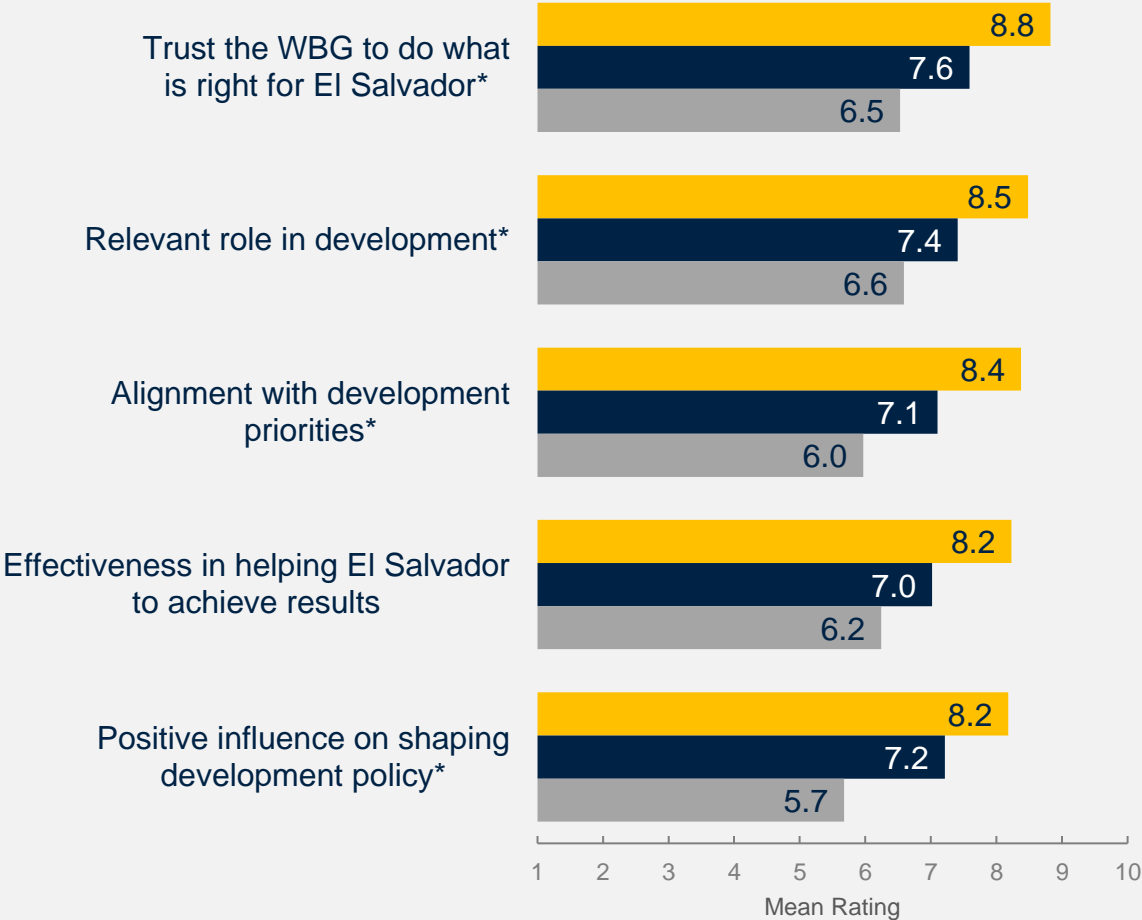 8.8
Trust the WBG to do what
is right for El Salvador*
7.6
6.5
8.5
Relevant role in development*
7.4
6.6
8.4
Alignment with development
priorities*
7.1
6.0
8.2
Effectiveness in helping El Salvador
to achieve results
7.0
6.2
8.2
Positive influence on shaping
development policy*
7.2
5.7
1 2 3 4 5 6 7 8 9 10
Mean Rating